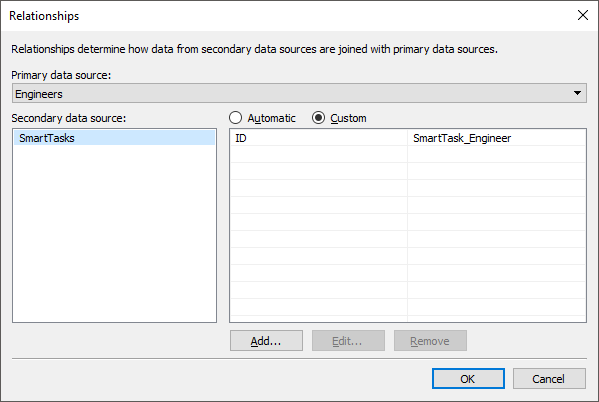 Relationships
Relationships determine how data from secondary data sources are joined with primary data sources.
Primary data source:
Engineers
Secondary data source:
Automatic
Custom
SmartTasks
ID
SmartTask_Engineer
Add...
Edit...
Remove
OK
Cancel